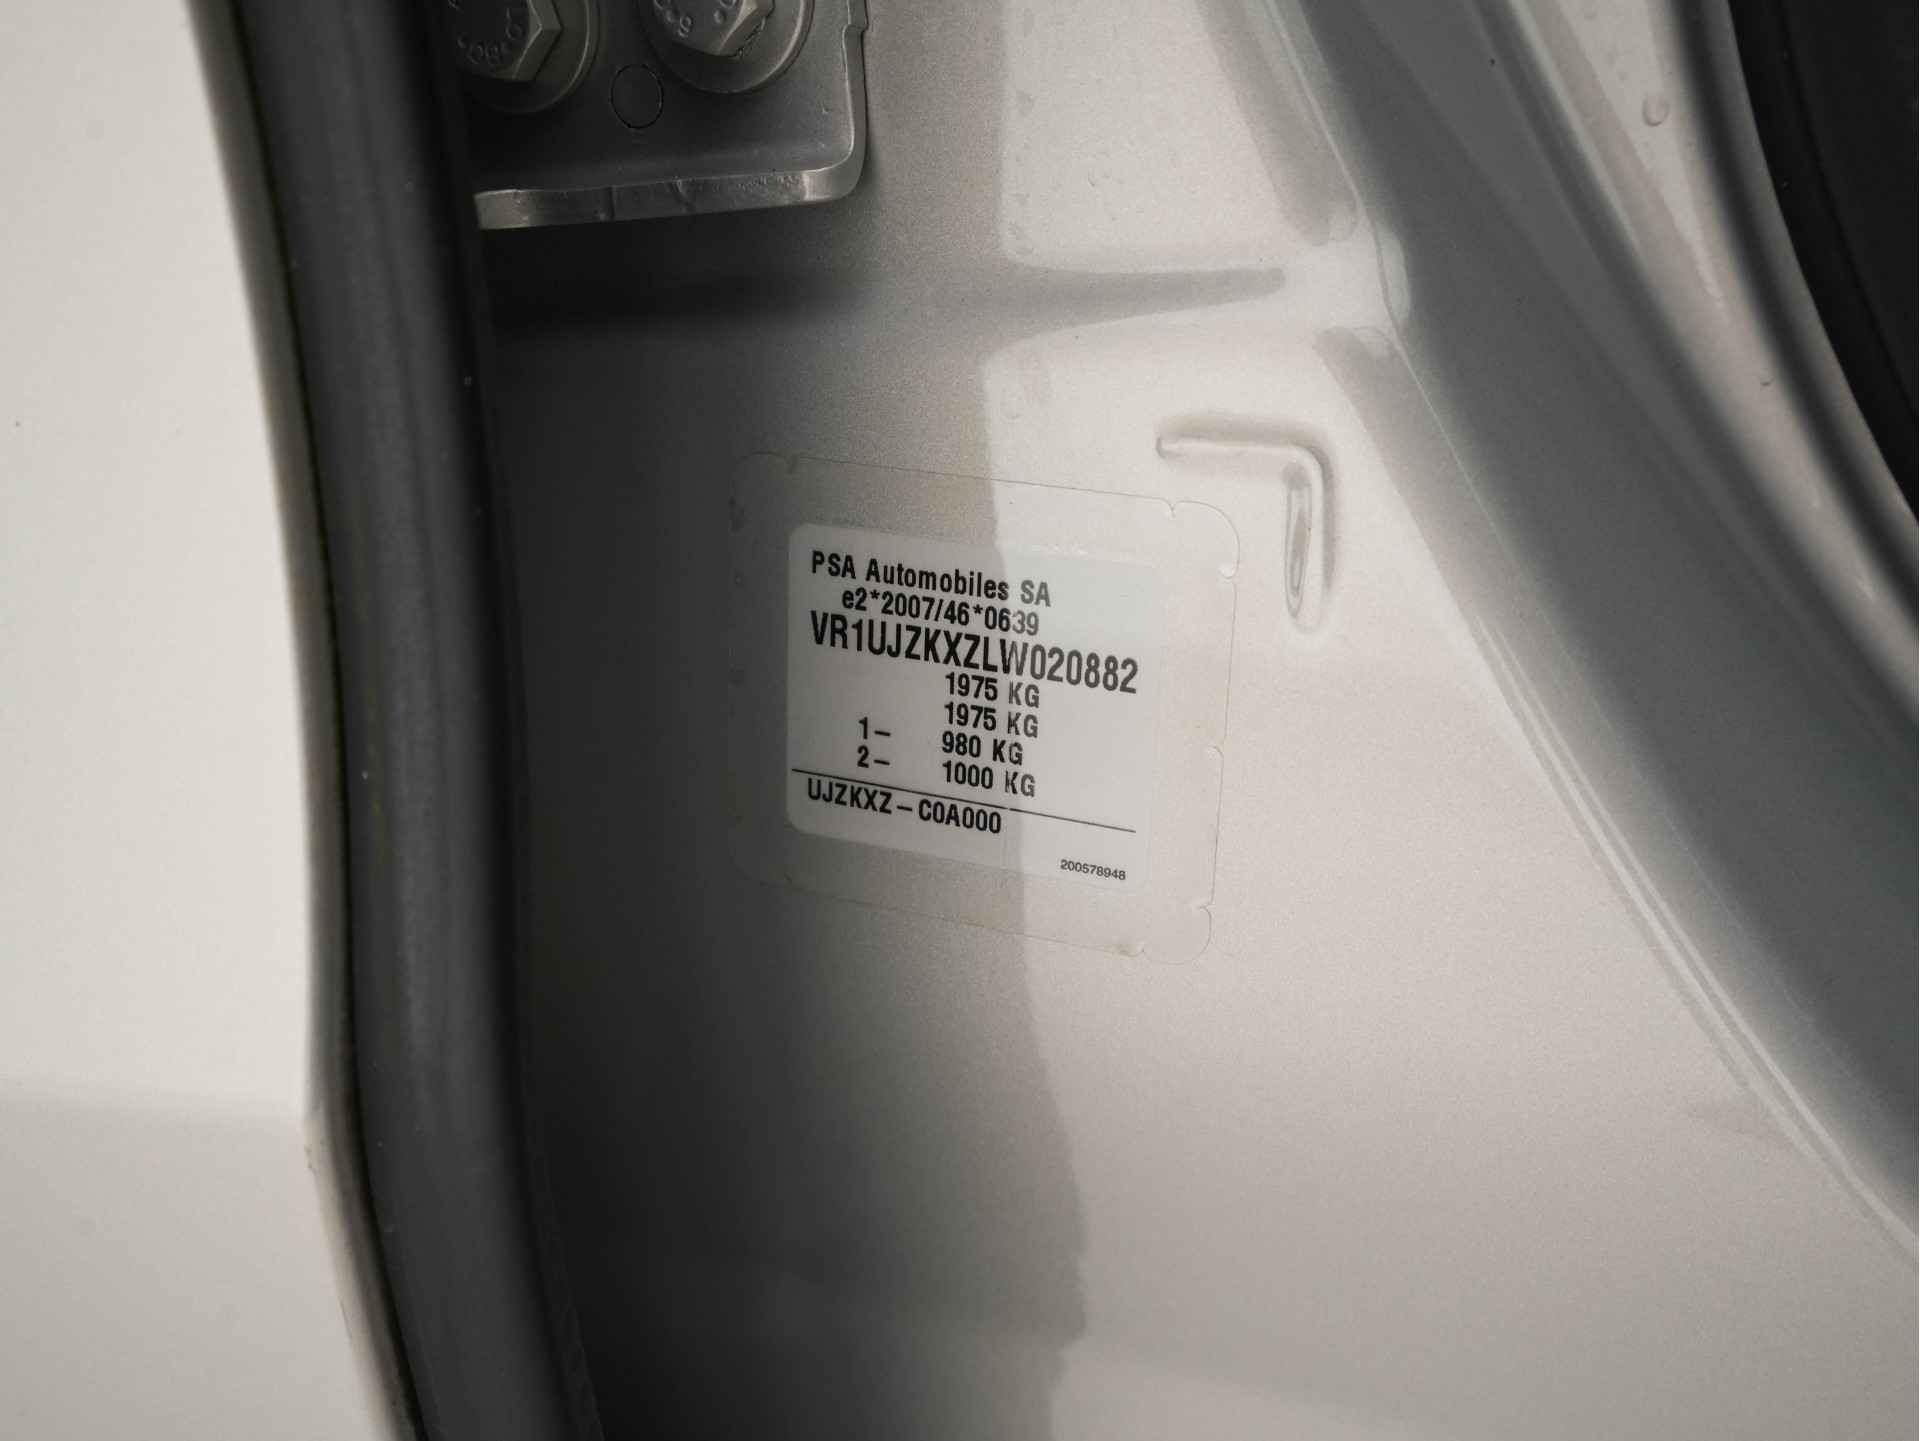 PSA Automobiles SA
e2*2007/46*0639
VR1UJZKXZLW020882
1975 KG
1975 KG
1- 980 KG
2- 1000 KG
UJZKXZ-C0A000
200578948